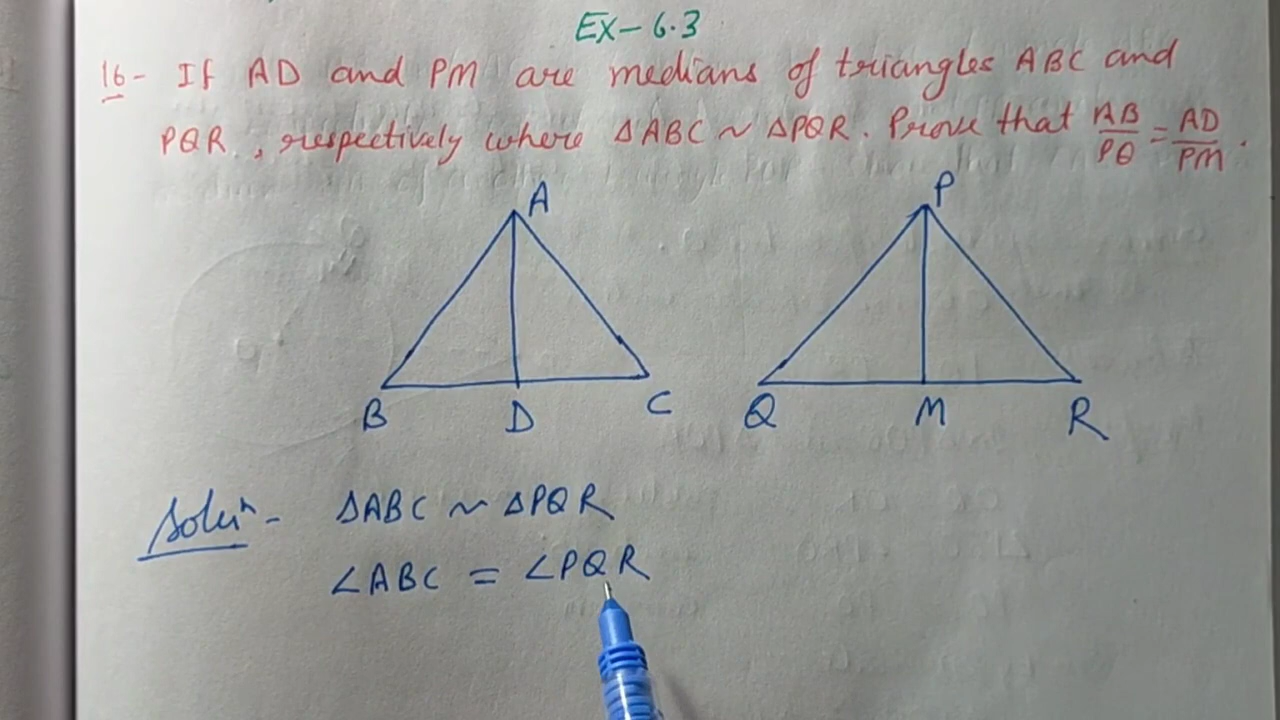 Ex-6.3
16- If AD and PM are medians of triangles ABC and
PQR, respectively where ΔABC ~ ΔPQR. Prove that AB/PQ = AD/PM.
A
P
B D C
Q M R
Soluⁿ- ΔABC ~ ΔPQR
∠ABC = ∠PQR